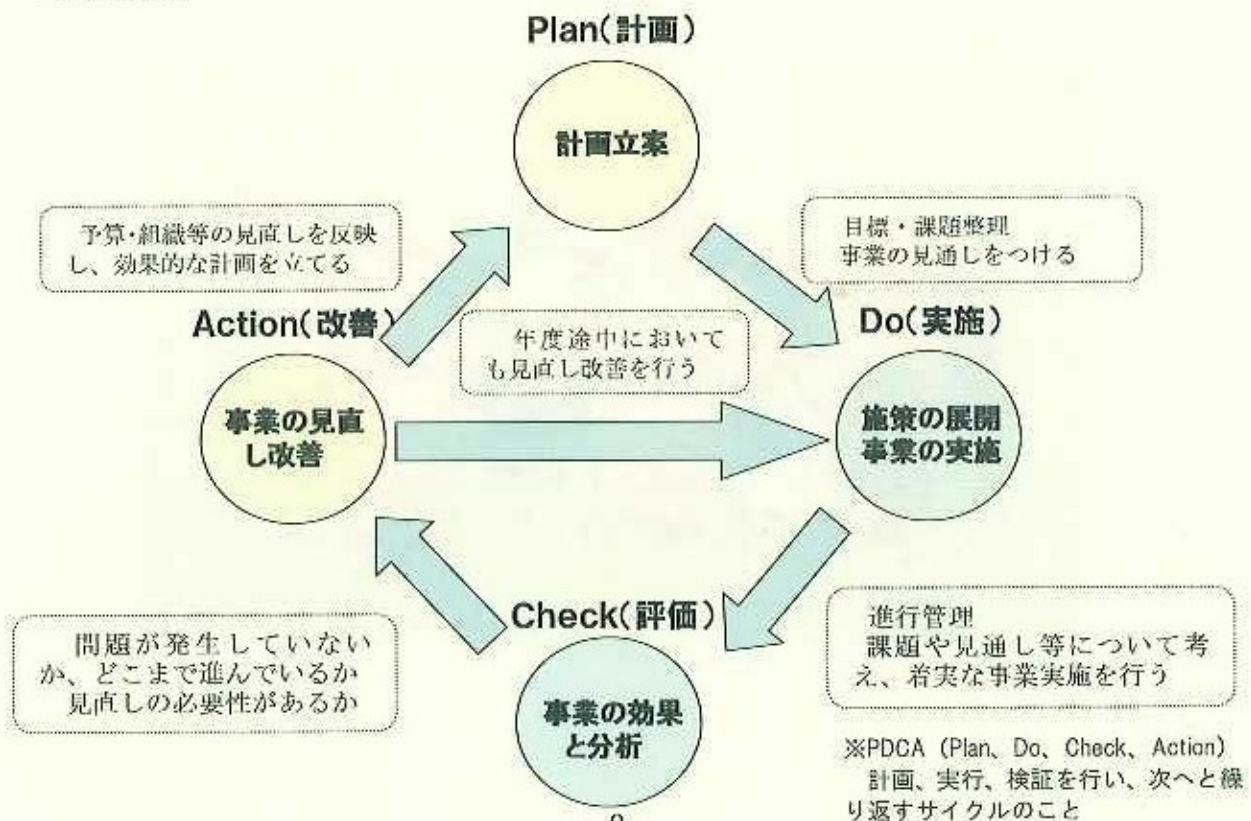 Plan(計画)
計画立案
予算・組織等の見直しを反映
し、効果的な計画を立てる
目標・課題整理
事業の見通しをつける
Action(改善)
年度途中において
も見直し改善を行う
Do(実施)
事業の見直
し改善
施策の展開
事業の実施
Check(評価)
問題が発生していない
か、どこまで進んでいるか
見直しの必要性があるか
事業の効果
と分析
進行管理
課題や見通し等について考
え、着実な事業実施を行う
※PDCA（Plan、Do、Check、Action）
計画、実行、検証を行い、次へと繰
り返すサイクルのこと